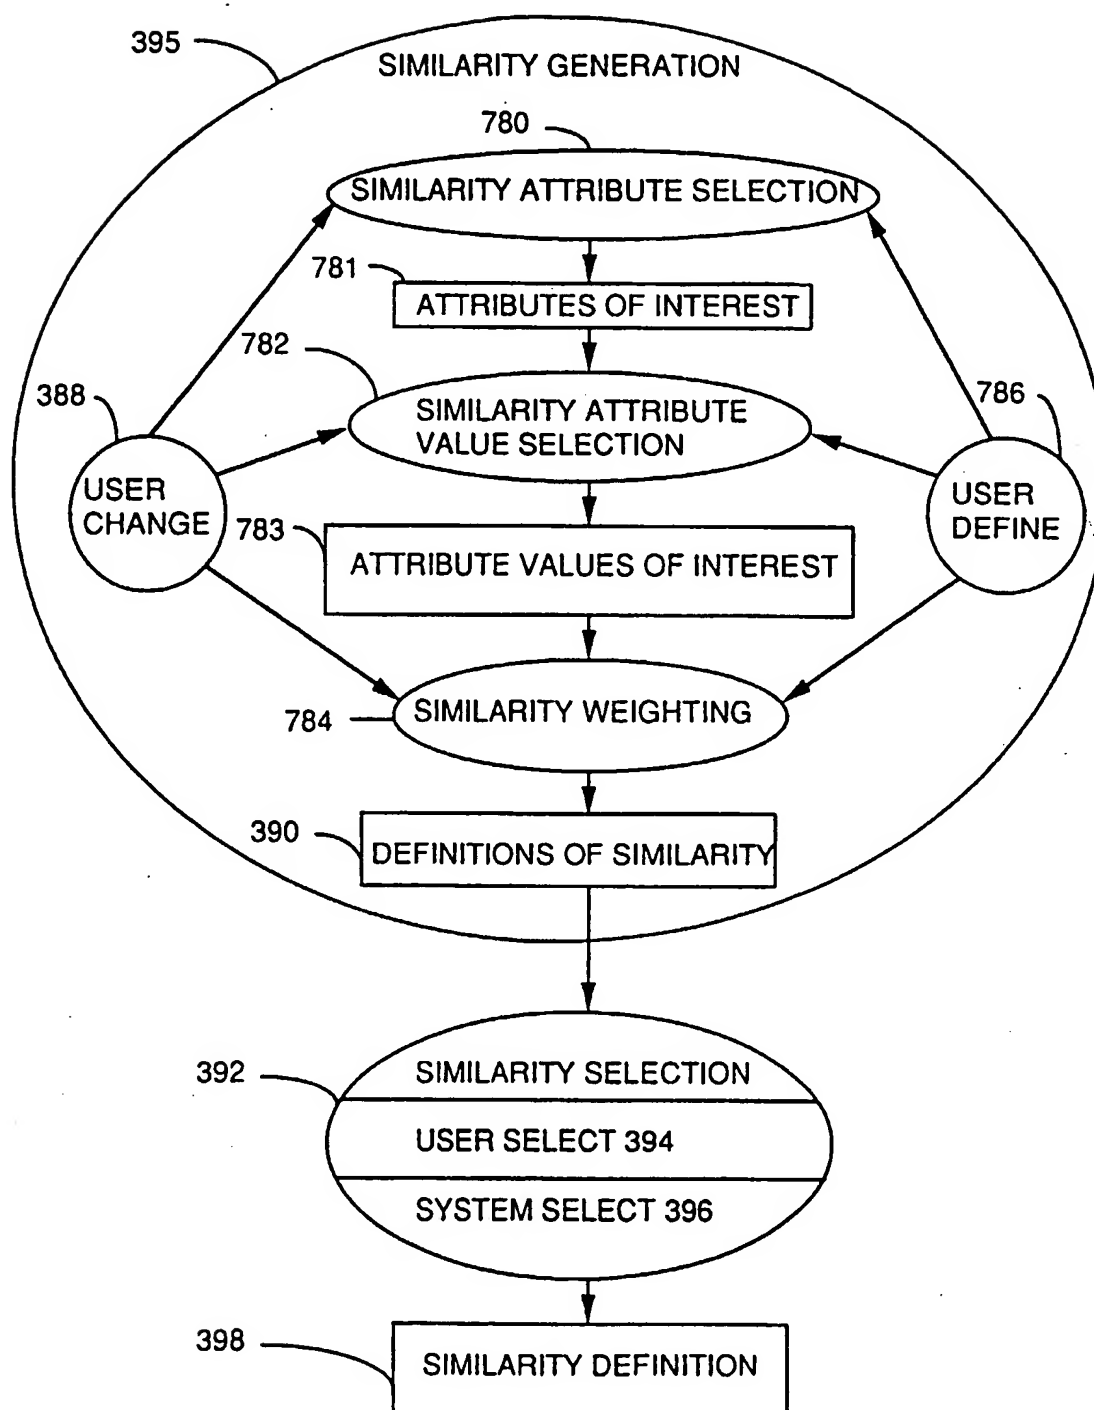 395
SIMILARITY GENERATION
780
SIMILARITY ATTRIBUTE SELECTION
781
ATTRIBUTES OF INTEREST
782
SIMILARITY ATTRIBUTE
VALUE SELECTION
388
USER
CHANGE
786
USER
DEFINE
783
ATTRIBUTE VALUES OF INTEREST
784
SIMILARITY WEIGHTING
390
DEFINITIONS OF SIMILARITY
392
SIMILARITY SELECTION
USER SELECT 394
SYSTEM SELECT 396
398
SIMILARITY DEFINITION